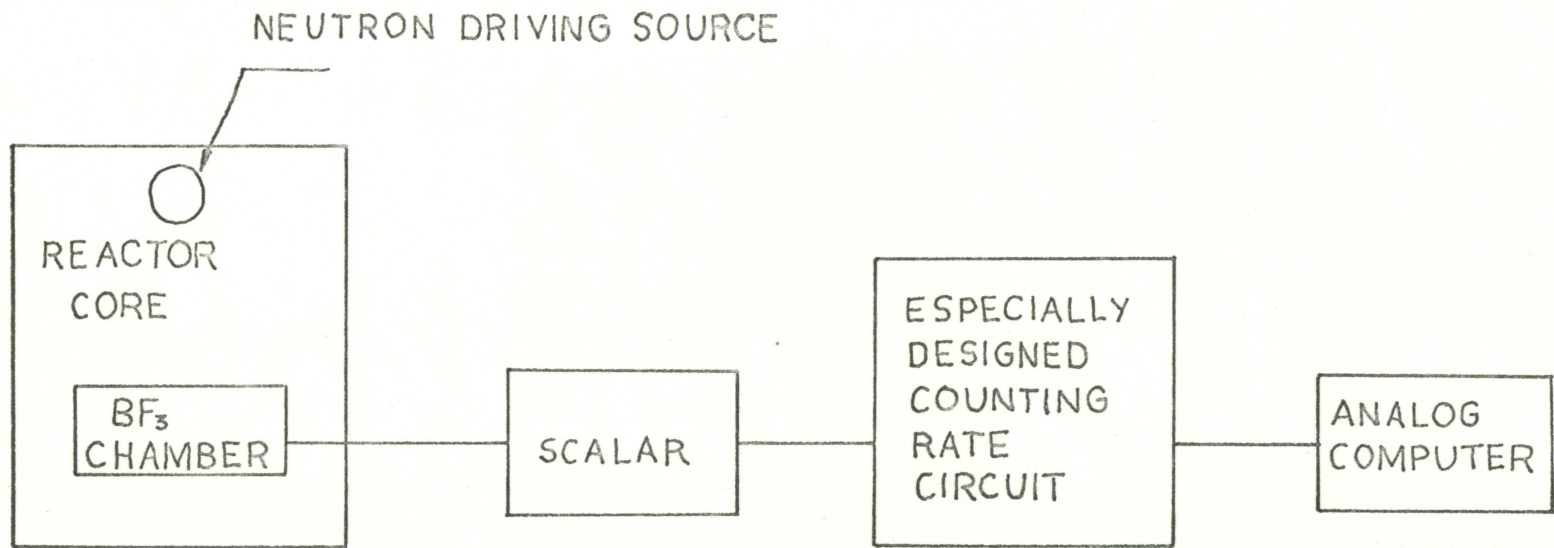 NEUTRON DRIVING SOURCE
REACTOR
CORE
BF₃
CHAMBER
SCALAR
ESPECIALLY
DESIGNED
COUNTING
RATE
CIRCUIT
ANALOG
COMPUTER